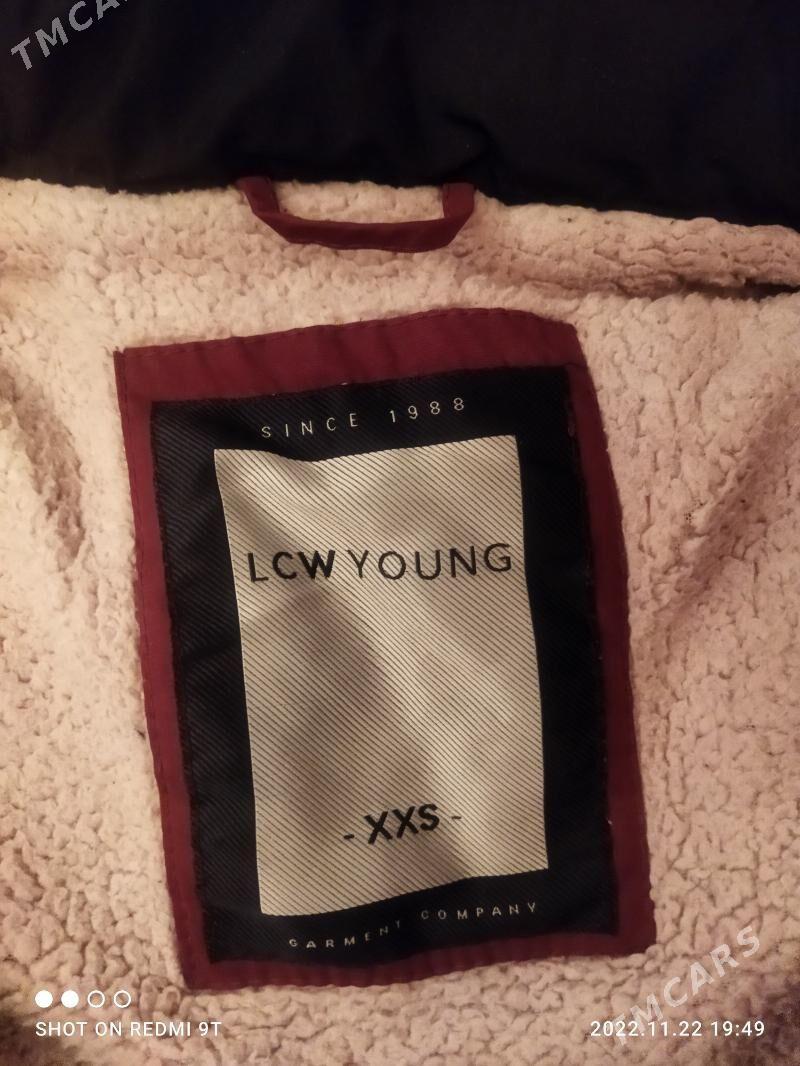 TMCARS
SINCE 1988
LCW YOUNG
- XXS -
GARMENT COMPANY
TMCARS
SHOT ON REDMI 9T
2022.11.22 19:49